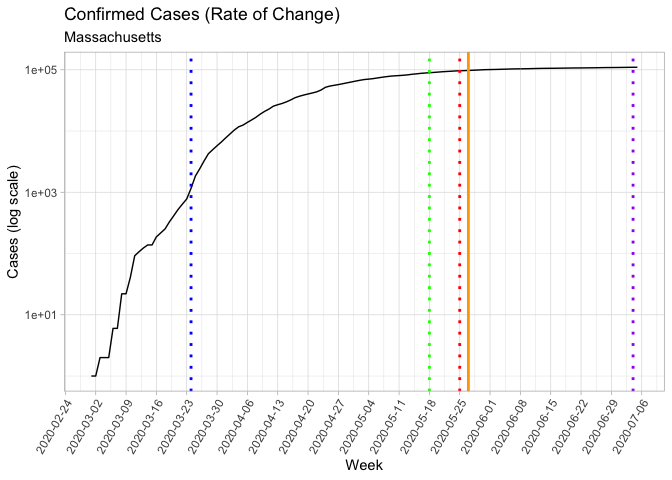 Confirmed Cases (Rate of Change)
Massachusetts
Cases (log scale)
1e+05
1e+03
1e+01
2020-02-24
2020-03-02
2020-03-09
2020-03-16
2020-03-23
2020-03-30
2020-04-06
2020-04-13
2020-04-20
2020-04-27
2020-05-04
2020-05-11
2020-05-18
2020-05-25
2020-06-01
2020-06-08
2020-06-15
2020-06-22
2020-06-29
2020-07-06
Week